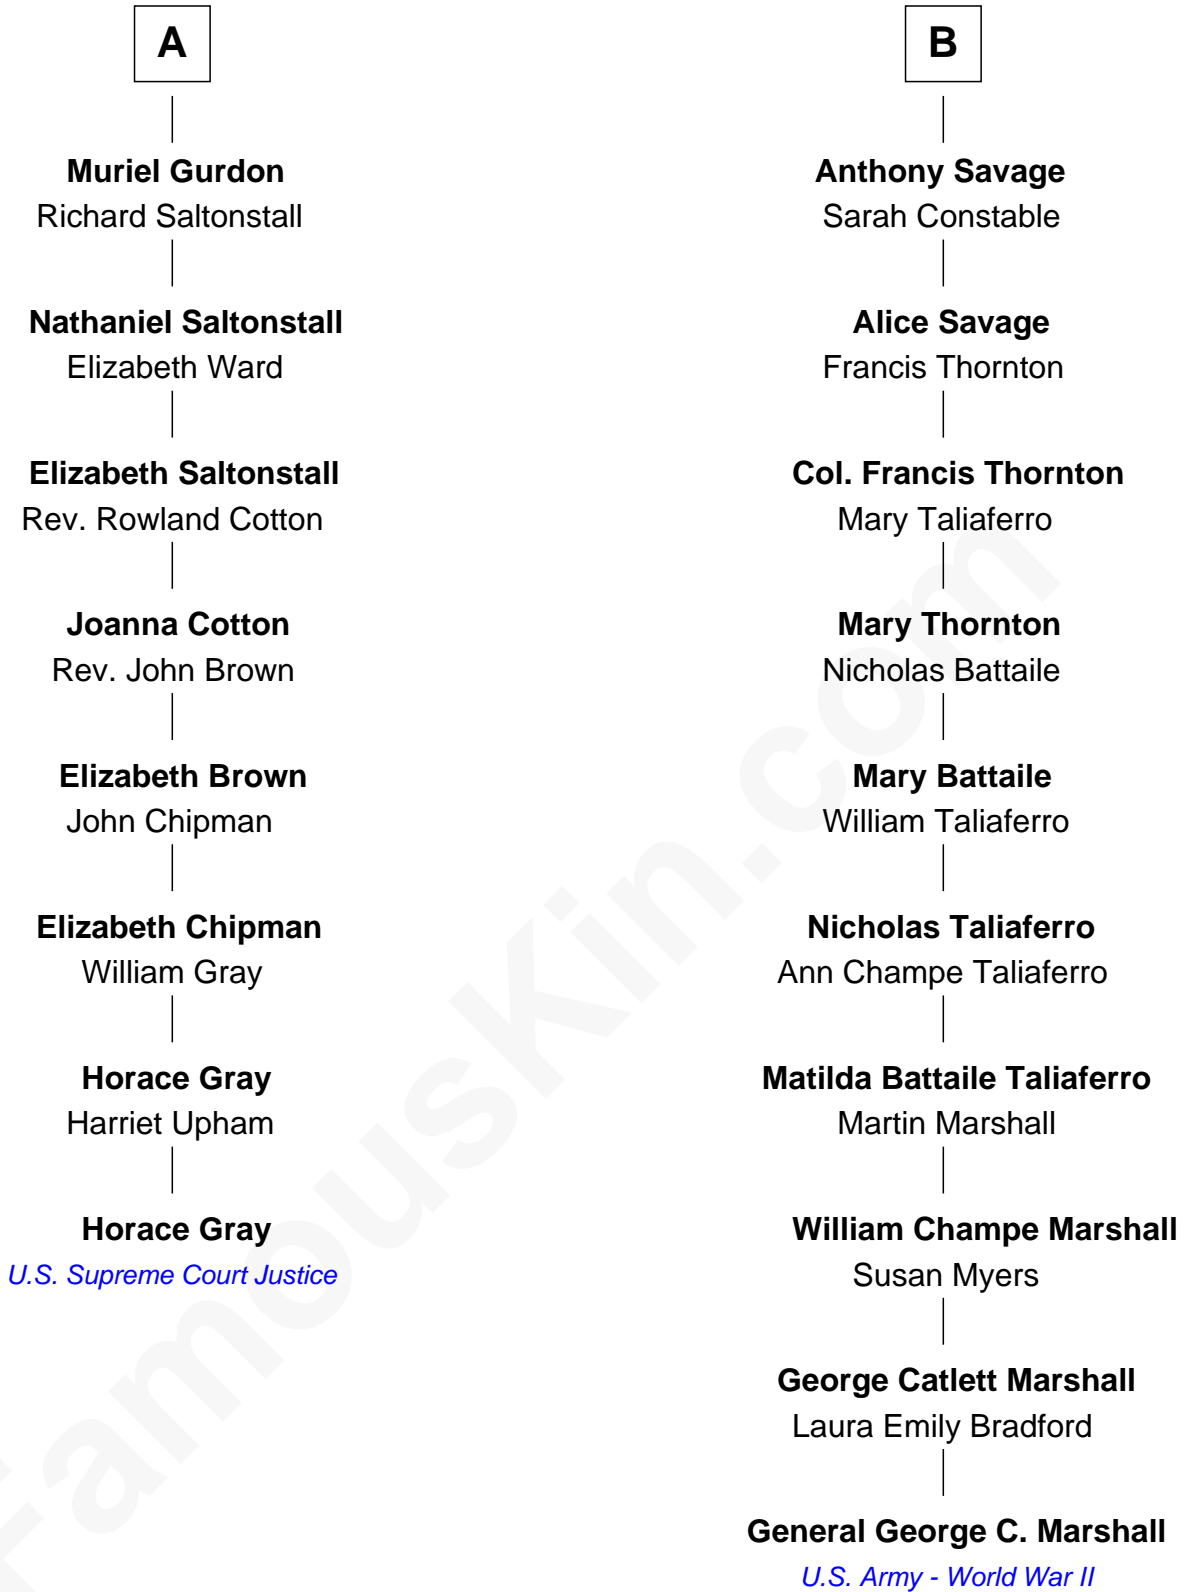 A
Muriel Gurdon
Richard Saltonstall
Nathaniel Saltonstall
Elizabeth Ward
Elizabeth Saltonstall
Rev. Rowland Cotton
Joanna Cotton
Rev. John Brown
Elizabeth Brown
John Chipman
Elizabeth Chipman
William Gray
Horace Gray
Harriet Upham
Horace Gray
U.S. Supreme Court Justice
B
Anthony Savage
Sarah Constable
Alice Savage
Francis Thornton
Col. Francis Thornton
Mary Taliaferro
Mary Thornton
Nicholas Battaile
Mary Battaile
William Taliaferro
Nicholas Taliaferro
Ann Champe Taliaferro
Matilda Battaile Taliaferro
Martin Marshall
William Champe Marshall
Susan Myers
George Catlett Marshall
Laura Emily Bradford
General George C. Marshall
U.S. Army - World War II
FamousKin.com